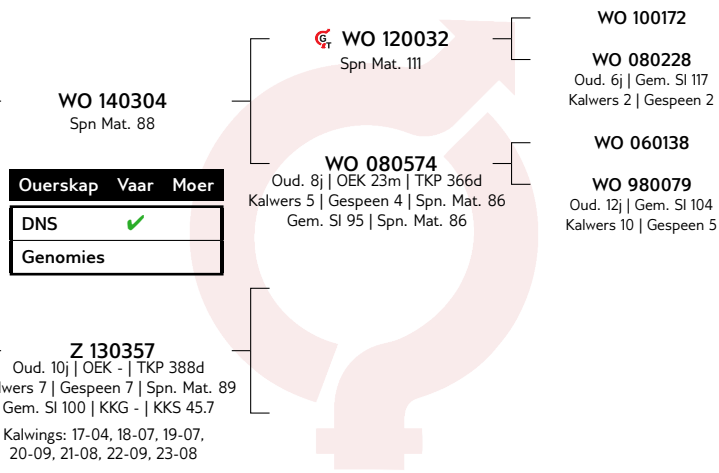 WO 140304
Spn Mat. 88
WO 120032
Spn Mat. 111
WO 100172
WO 080228
Oud. 6j | Gem. SI 117
Kalwers 2 | Gespeen 2
WO 080574
Oud. 8j | OEK 23m | TKP 366d
Kalwers 5 | Gespeen 4 | Spn. Mat. 86
Gem. SI 95 | Spn. Mat. 86
WO 060138
WO 980079
Oud. 12j | Gem. SI 104
Kalwers 10 | Gespeen 5
Ouerskap Vaar Moer
DNS ✔
Genomies
Z 130357
Oud. 10j | OEK - | TKP 388d
lwers 7 | Gespeen 7 | Spn. Mat. 89
Gem. SI 100 | KKG - | KKS 45.7
Kalwings: 17-04, 18-07, 19-07,
20-09, 21-08, 22-09, 23-08